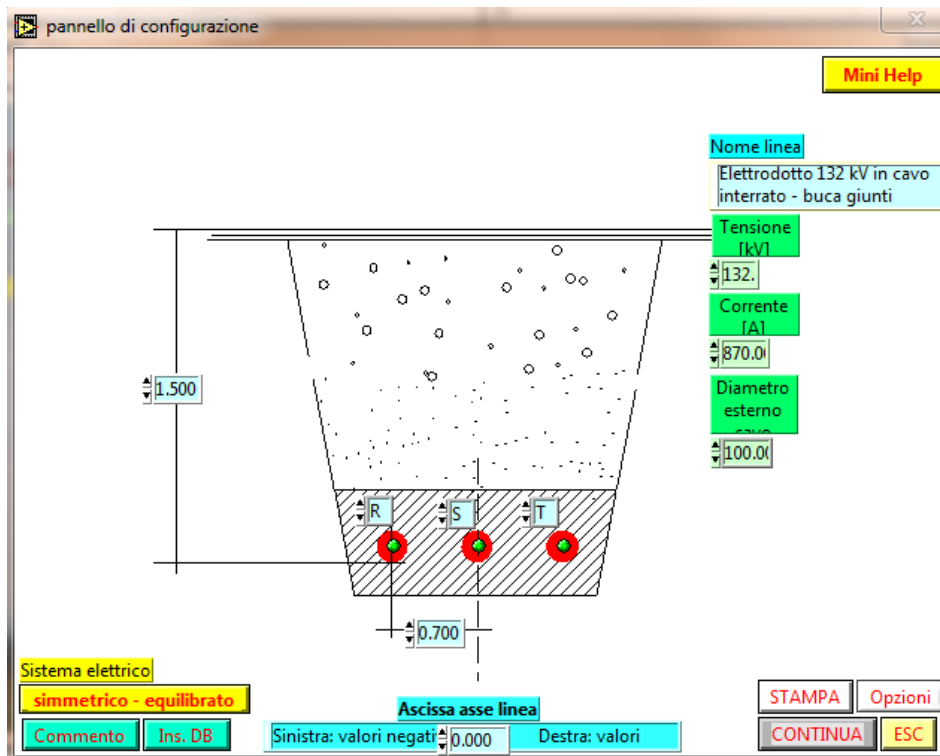 pannello di configurazione
Mini Help
Nome linea
Elettrodotto 132 kV in cavo
interrato - buca giunti
Tensione
[kV]
132.
Corrente
[A]
870.0
Diametro
esterno
cavo
100.0
1.500
R
S
T
0.700
Sistema elettrico
simmetrico - equilibrato
Commento
Ins. DB
Ascissa asse linea
Sinistra: valori negati
0.000
Destra: valori
STAMPA
Opzioni
CONTINUA
ESC